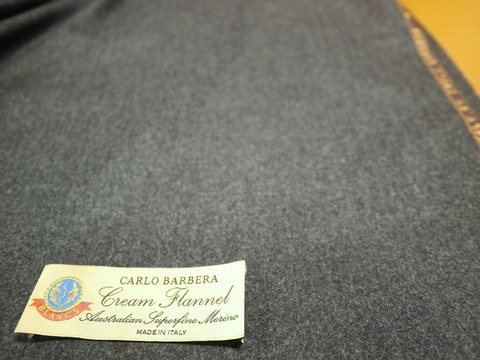 CARLO BARBERA
Cream Flannel
Australian Superfine Merino
MADE IN ITALY